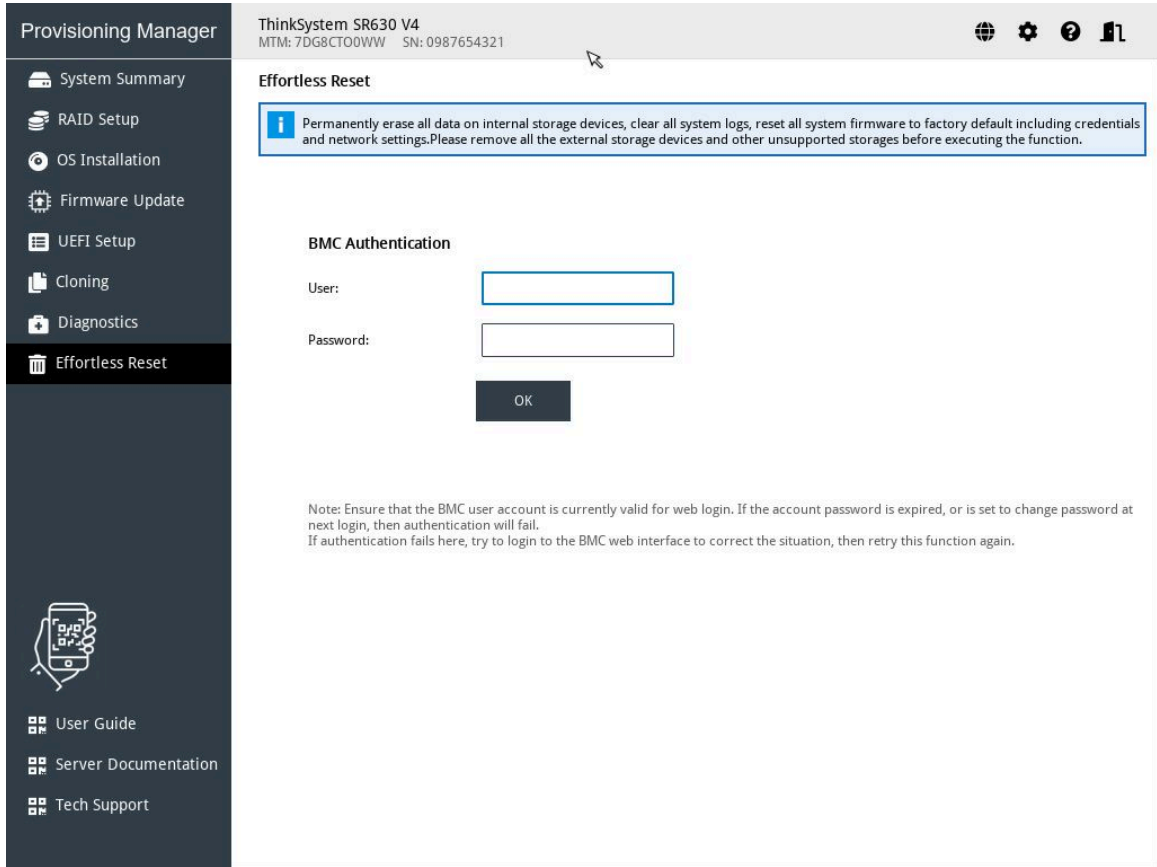 Provisioning Manager
ThinkSystem SR630 V4
MTM: 7DG8CTO0WW SN: 0987654321
System Summary
RAID Setup
OS Installation
Firmware Update
UEFI Setup
Cloning
Diagnostics
Effortless Reset
User Guide
Server Documentation
Tech Support
Effortless Reset
Permanently erase all data on internal storage devices, clear all system logs, reset all system firmware to factory default including credentials
and network settings.Please remove all the external storage devices and other unsupported storages before executing the function.
BMC Authentication
User:
Password:
OK
Note: Ensure that the BMC user account is currently valid for web login. If the account password is expired, or is set to change password at
next login, then authentication will fail.
If authentication fails here, try to login to the BMC web interface to correct the situation, then retry this function again.